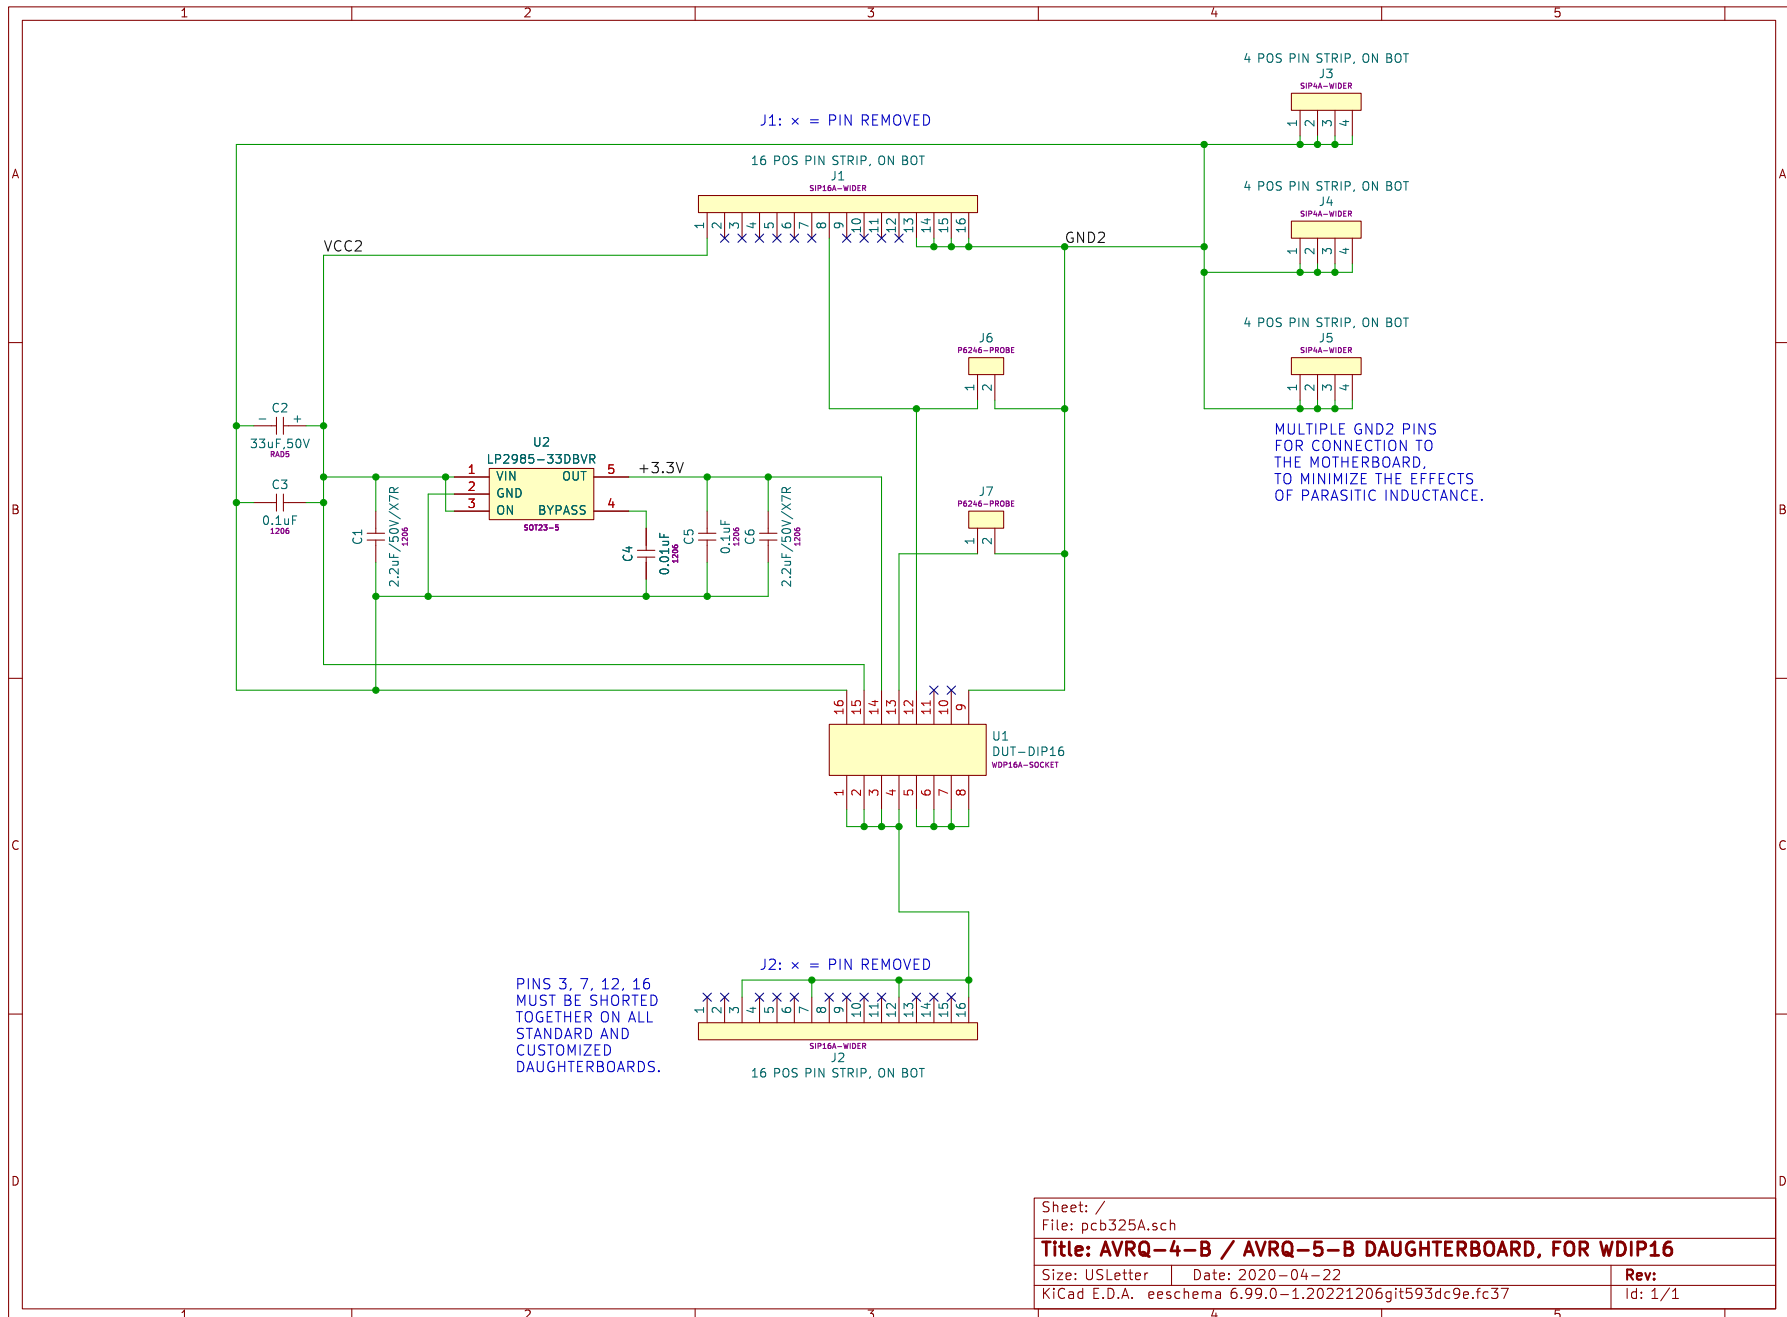 1 2 3 4 5
4 POS PIN STRIP, ON BOT
J3
SIP4A-WIDER
1 2 3 4
J1: × = PIN REMOVED
16 POS PIN STRIP, ON BOT
J1
SIP16A-WIDER
1 2 3 4 5 6 7 8 9 10 11 12 13 14 15 16
A A
4 POS PIN STRIP, ON BOT
J4
SIP4A-WIDER
1 2 3 4
VCC2
GND2
4 POS PIN STRIP, ON BOT
J5
SIP4A-WIDER
1 2 3 4
J6
P6246-PROBE
1 2
MULTIPLE GND2 PINS
FOR CONNECTION TO
THE MOTHERBOARD,
TO MINIMIZE THE EFFECTS
OF PARASITIC INDUCTANCE.
C2
− +
33uF,50V
RAD5
C3
0.1uF
1206
U2
LP2985-33DBVR
1 VIN OUT 5
2 GND
3 ON BYPASS 4
SOT23-5
+3.3V
C1
2.2uF/50V/X7R
1206
C4
0.01uF
1206
C5
0.1uF
1206
C6
2.2uF/50V/X7R
1206
J7
P6246-PROBE
1 2
B B
16 15 14 13 12 11 10 9
U1
DUT-DIP16
WDP16A-SOCKET
1 2 3 4 5 6 7 8
C C
J2: × = PIN REMOVED
PINS 3, 7, 12, 16
MUST BE SHORTED
TOGETHER ON ALL
STANDARD AND
CUSTOMIZED
DAUGHTERBOARDS.
1 2 3 4 5 6 7 8 9 10 11 12 13 14 15 16
SIP16A-WIDER
J2
16 POS PIN STRIP, ON BOT
D D
Sheet: /
File: pcb325A.sch
Title: AVRQ-4-B / AVRQ-5-B DAUGHTERBOARD, FOR WDIP16
Size: USLetter Date: 2020-04-22 Rev:
KiCad E.D.A. eeschema 6.99.0-1.20221206git593dc9e.fc37 Id: 1/1
1 2 3 4 5